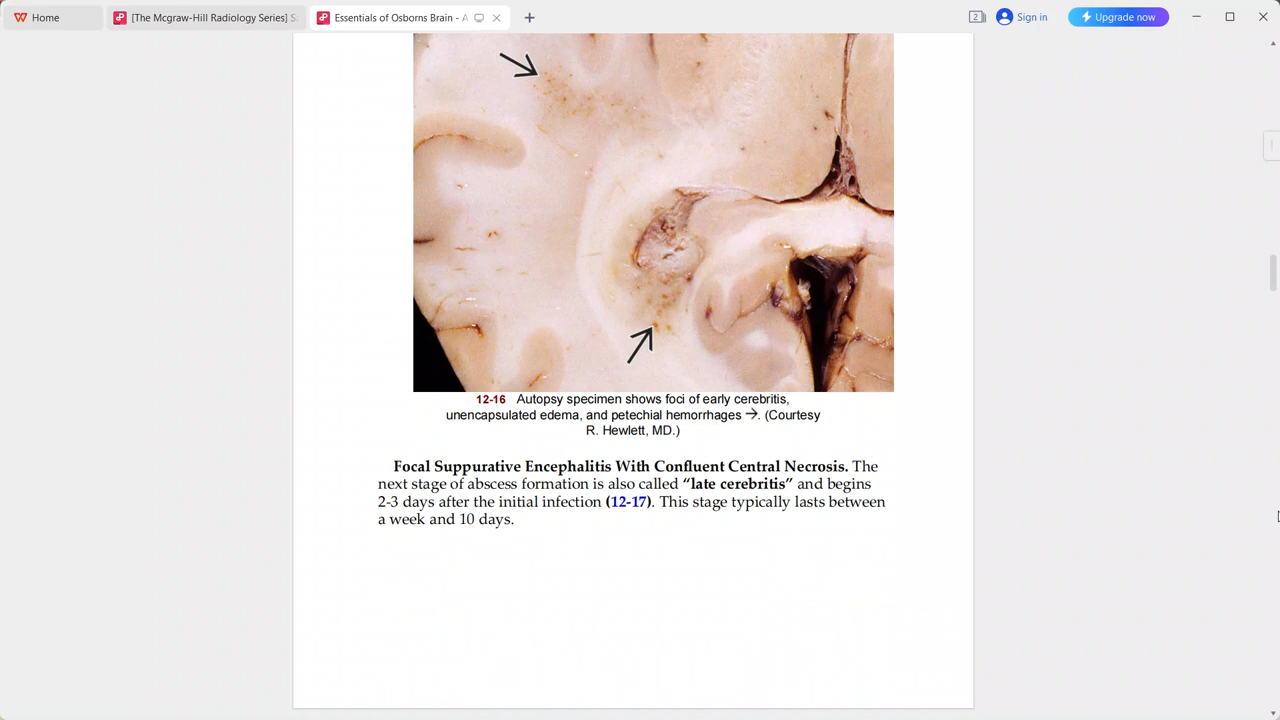 Home
[The Mcgraw-Hill Radiology Series] S
Essentials of Osborns Brain - A
2
Sign in
Upgrade now
12-16 Autopsy specimen shows foci of early cerebritis,
unencapsulated edema, and petechial hemorrhages →. (Courtesy
R. Hewlett, MD.)
Focal Suppurative Encephalitis With Confluent Central Necrosis. The
next stage of abscess formation is also called “late cerebritis” and begins
2-3 days after the initial infection (12-17). This stage typically lasts between
a week and 10 days.